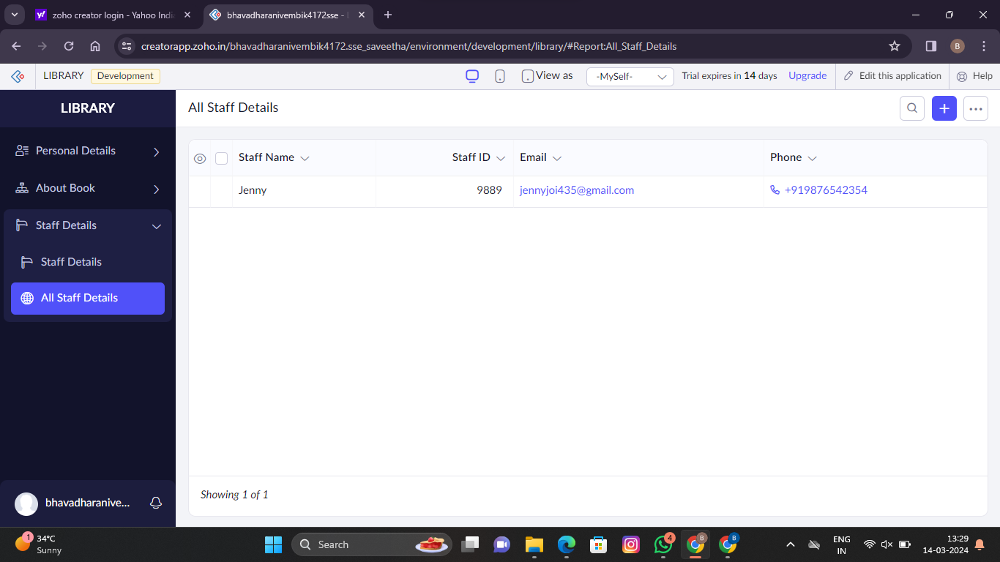 zoho creator login - Yahoo Indi
bhavadharanivembik4172sse -
creatorapp.zoho.in/bhavadharanivembik4172.sse_saveetha/environment/development/library/#Report:All_Staff_Details
B
LIBRARY Development View as -MySelf- Trial expires in 14 days Upgrade Edit this application Help
LIBRARY
All Staff Details
Personal Details
About Book
Staff Details
Staff Details
All Staff Details
Staff Name Staff ID Email Phone
Jenny 9889 jennyjoi435@gmail.com +919876542354
Showing 1 of 1
bhavadharanive...
1
34°C
Sunny
Search
4
B
B
ENG
IN
13:29
14-03-2024